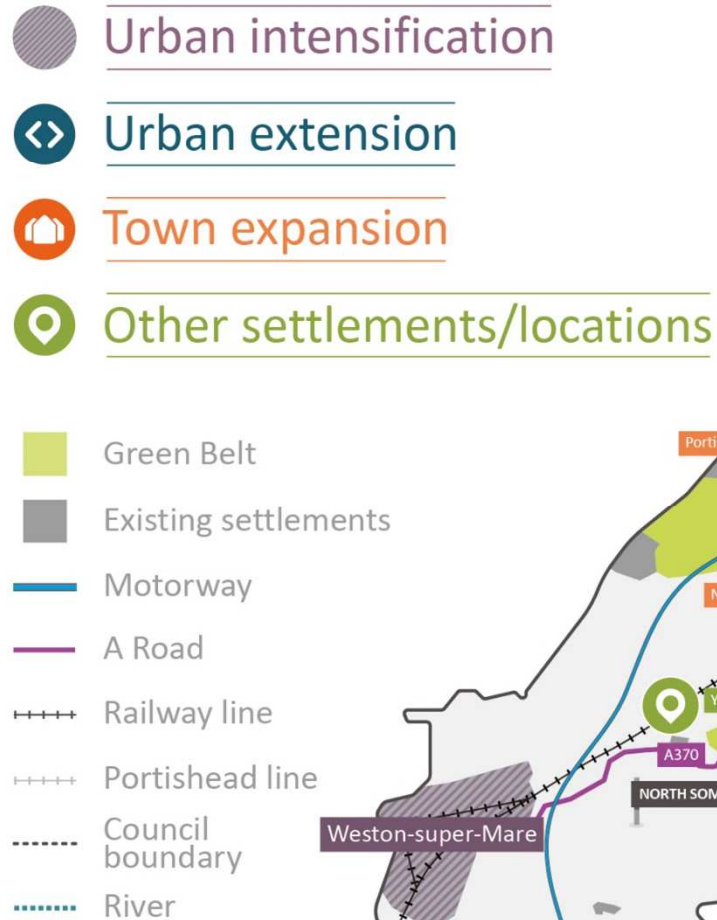 Urban intensification
Urban extension
Town expansion
Other settlements/locations
Green Belt
Existing settlements
Motorway
A Road
Railway line
Portishead line
Council
boundary
River
A370
Weston-super-Mare